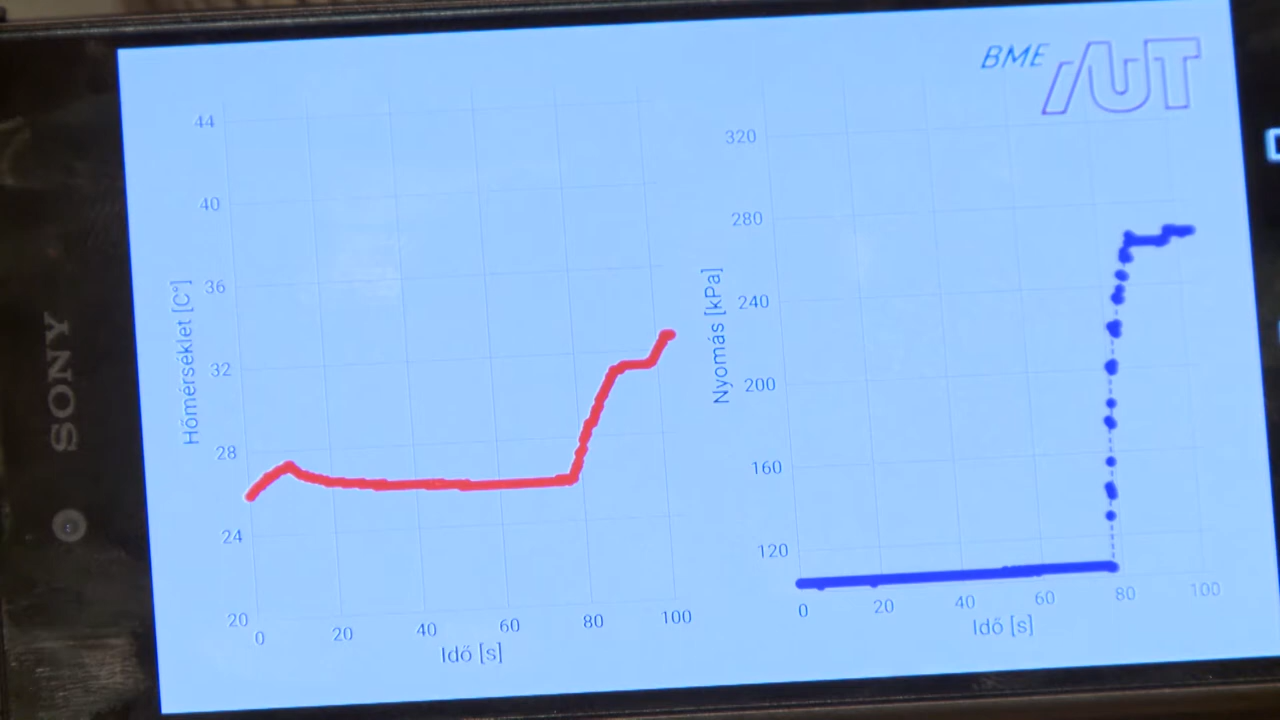 SONY
BME AUT
Hőmérséklet [C°]
44
40
36
32
28
24
20
0 20 40 60 80 100
Idő [s]
Nyomás [kPa]
320
280
240
200
160
120
0 20 40 60 80 100
Idő [s]